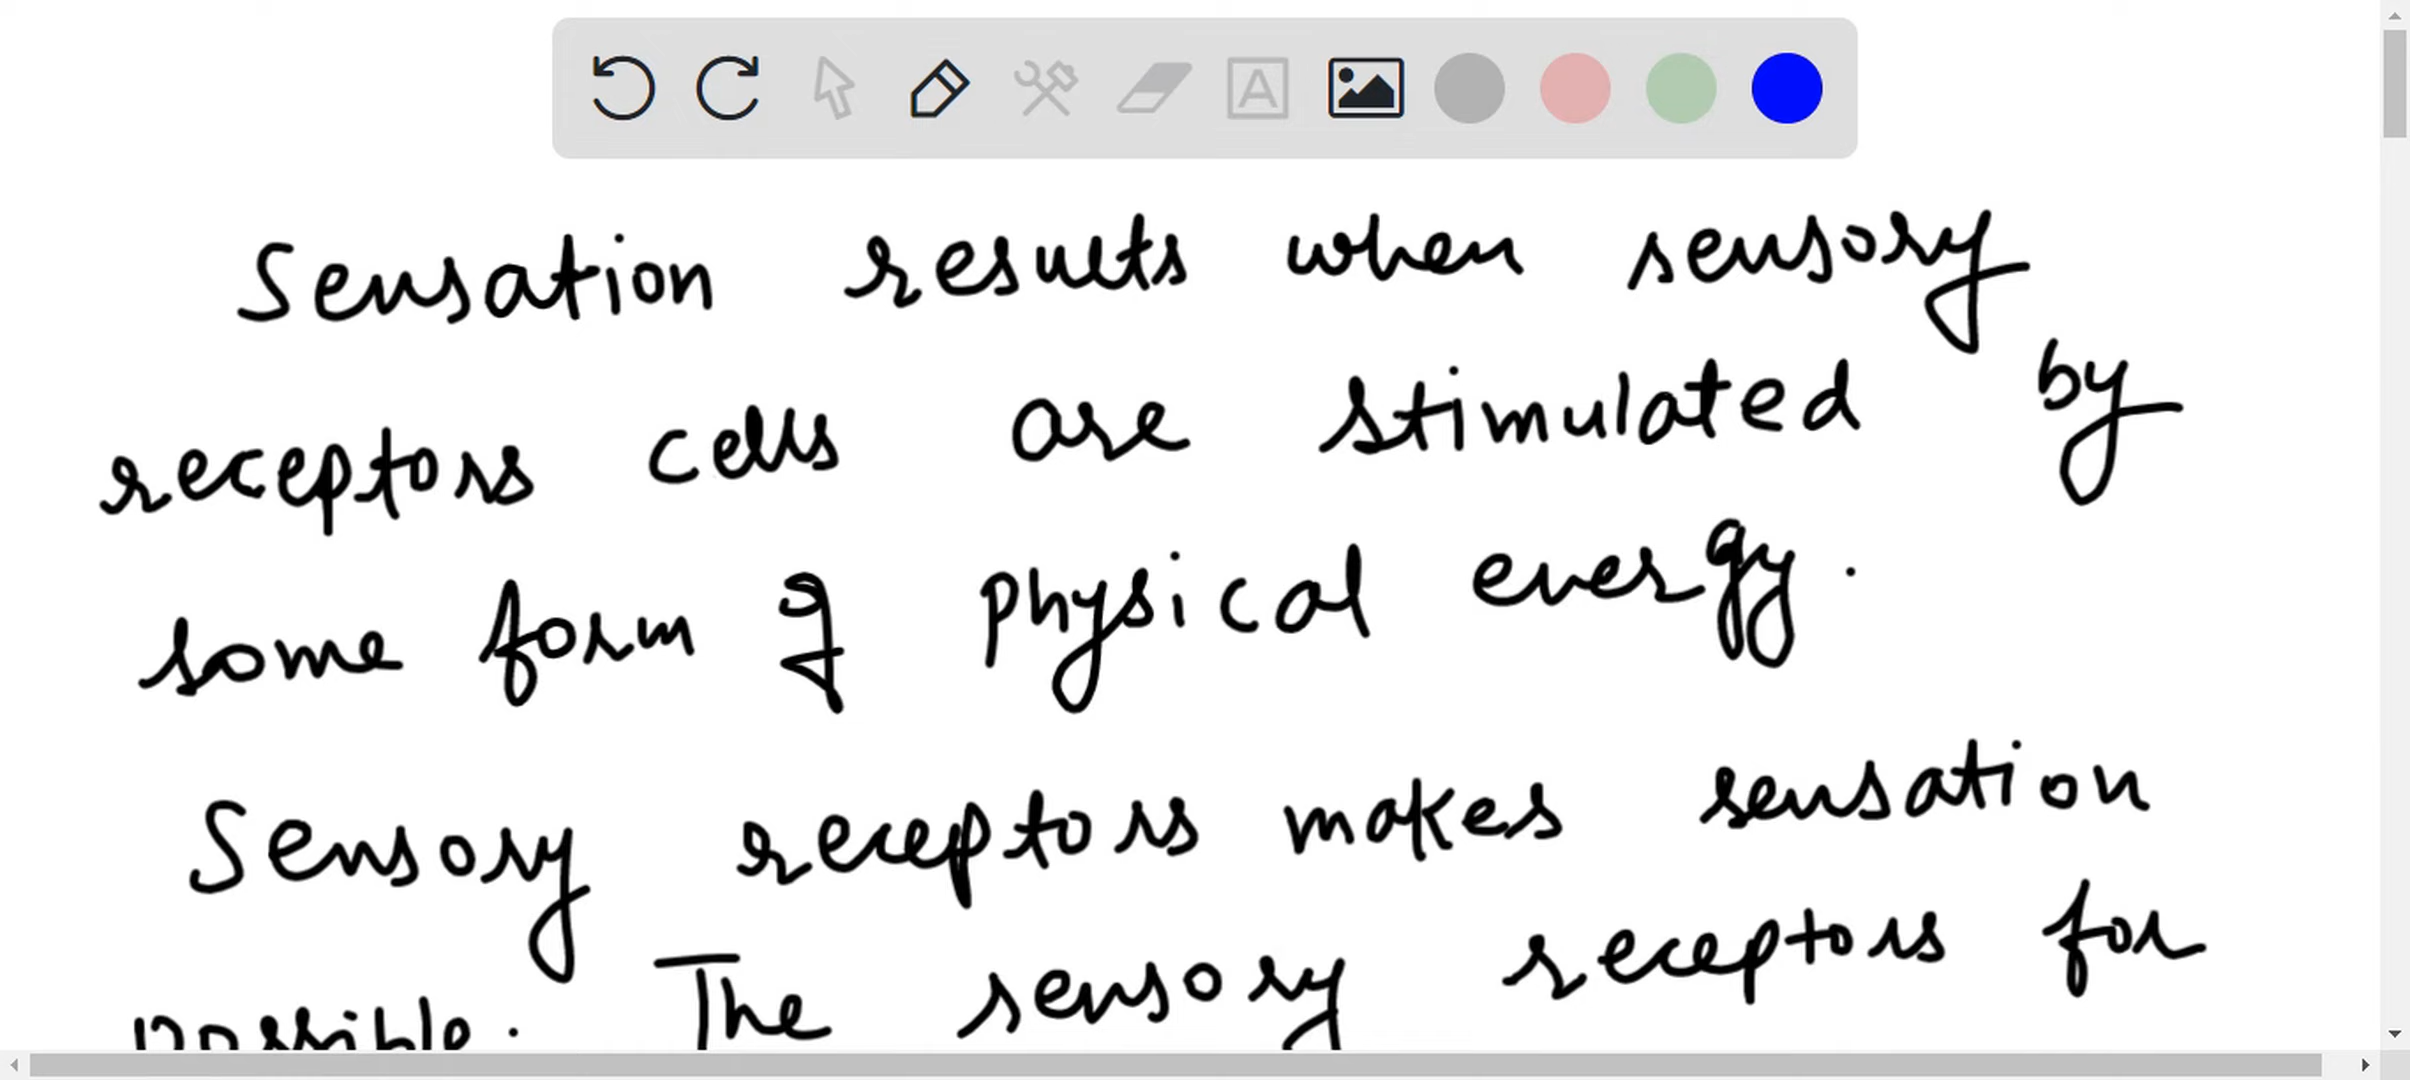 A
Sensation results when sensory
receptors cells are stimulated by
some form of physical energy.
Sensory receptors makes sensation
possible. The sensory receptors for